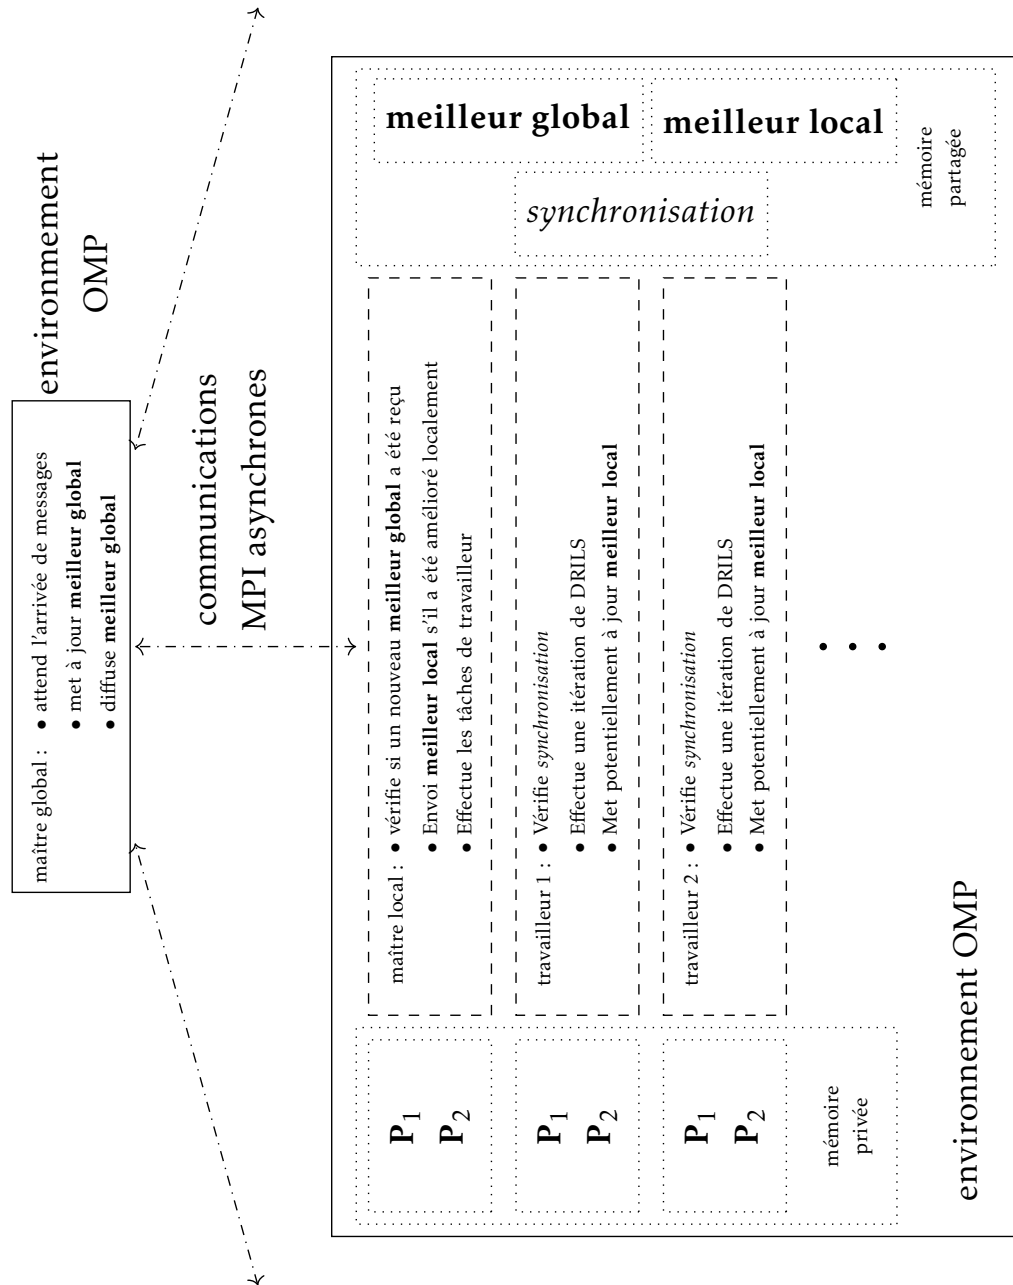 maître global :
• attend l'arrivée de messages
• met à jour meilleur global
• diffuse meilleur global
environnement
OMP
communications
MPI asynchrones
P1
P2
maître local :
• vérifie si un nouveau meilleur global a été reçu
• Envoi meilleur local s'il a été amélioré localement
• Effectue les tâches de travailleur
meilleur global
meilleur local
synchronisation
mémoire
partagée
P1
P2
travailleur 1 :
• Vérifie synchronisation
• Effectue une itération de DRILS
• Met potentiellement à jour meilleur local
P1
P2
travailleur 2 :
• Vérifie synchronisation
• Effectue une itération de DRILS
• Met potentiellement à jour meilleur local
mémoire
privée
environnement OMP